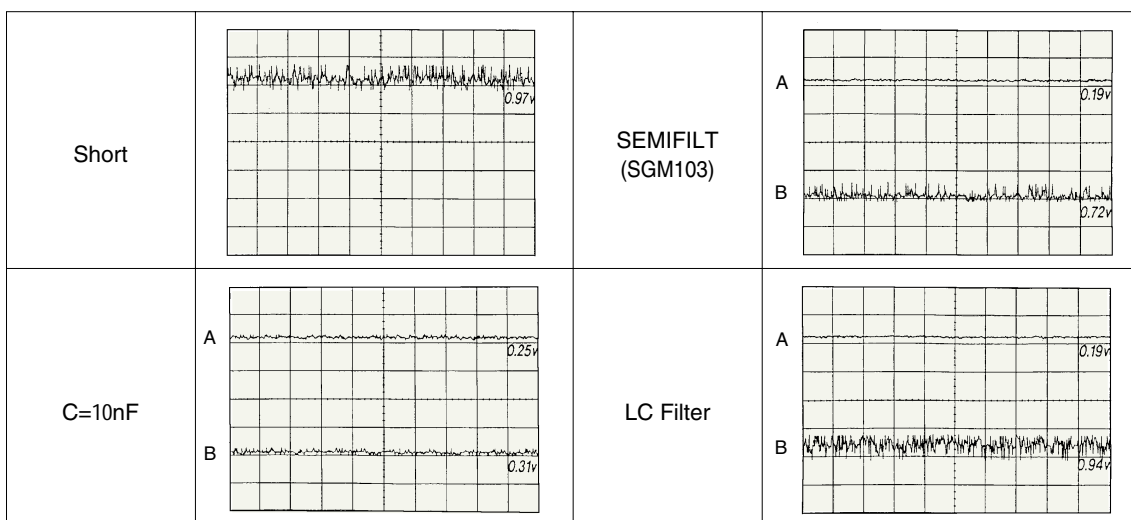 Short
0.97v
SEMIFILT
(SGM103)
A
0.19v
B
0.72v
C=10nF
A
0.25v
B
0.31v
LC Filter
A
0.19v
B
0.94v